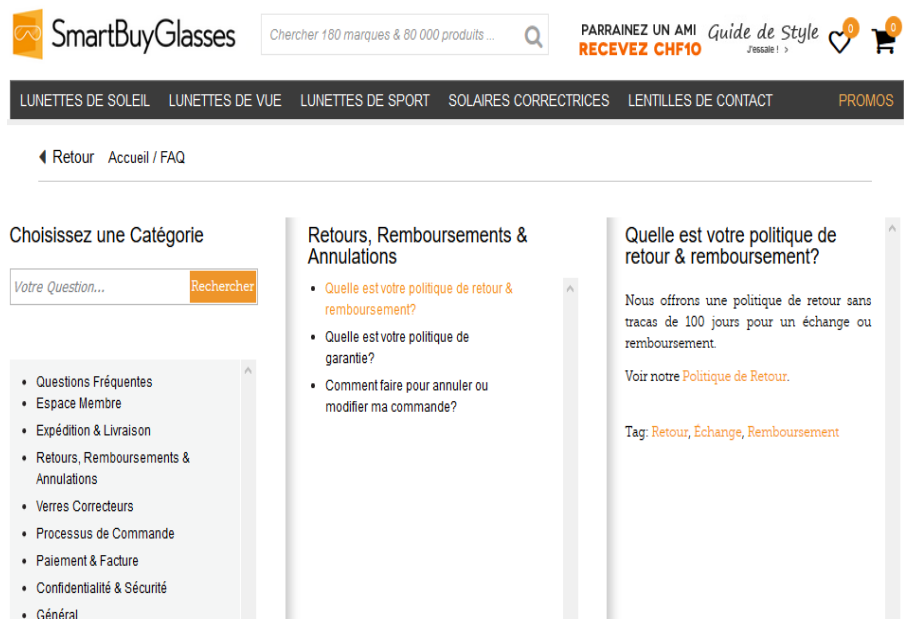 SmartBuyGlasses
Chercher 180 marques & 80 000 produits ...
PARRAINEZ UN AMI
RECEVEZ CHF10
Guide de Style
J'essaie ! >
0
0
LUNETTES DE SOLEIL LUNETTES DE VUE LUNETTES DE SPORT SOLAIRES CORRECTRICES LENTILLES DE CONTACT PROMOS
Retour Accueil / FAQ
Choisissez une Catégorie
Votre Question... Rechercher
• Questions Fréquentes
• Espace Membre
• Expédition & Livraison
• Retours, Remboursements &
Annulations
• Verres Correcteurs
• Processus de Commande
• Paiement & Facture
• Confidentialité & Sécurité
• Général
Retours, Remboursements &
Annulations
• Quelle est votre politique de retour &
remboursement?
• Quelle est votre politique de
garantie?
• Comment faire pour annuler ou
modifier ma commande?
Quelle est votre politique de
retour & remboursement?
Nous offrons une politique de retour sans
tracas de 100 jours pour un échange ou
remboursement.
Voir notre Politique de Retour.
Tag: Retour, Échange, Remboursement